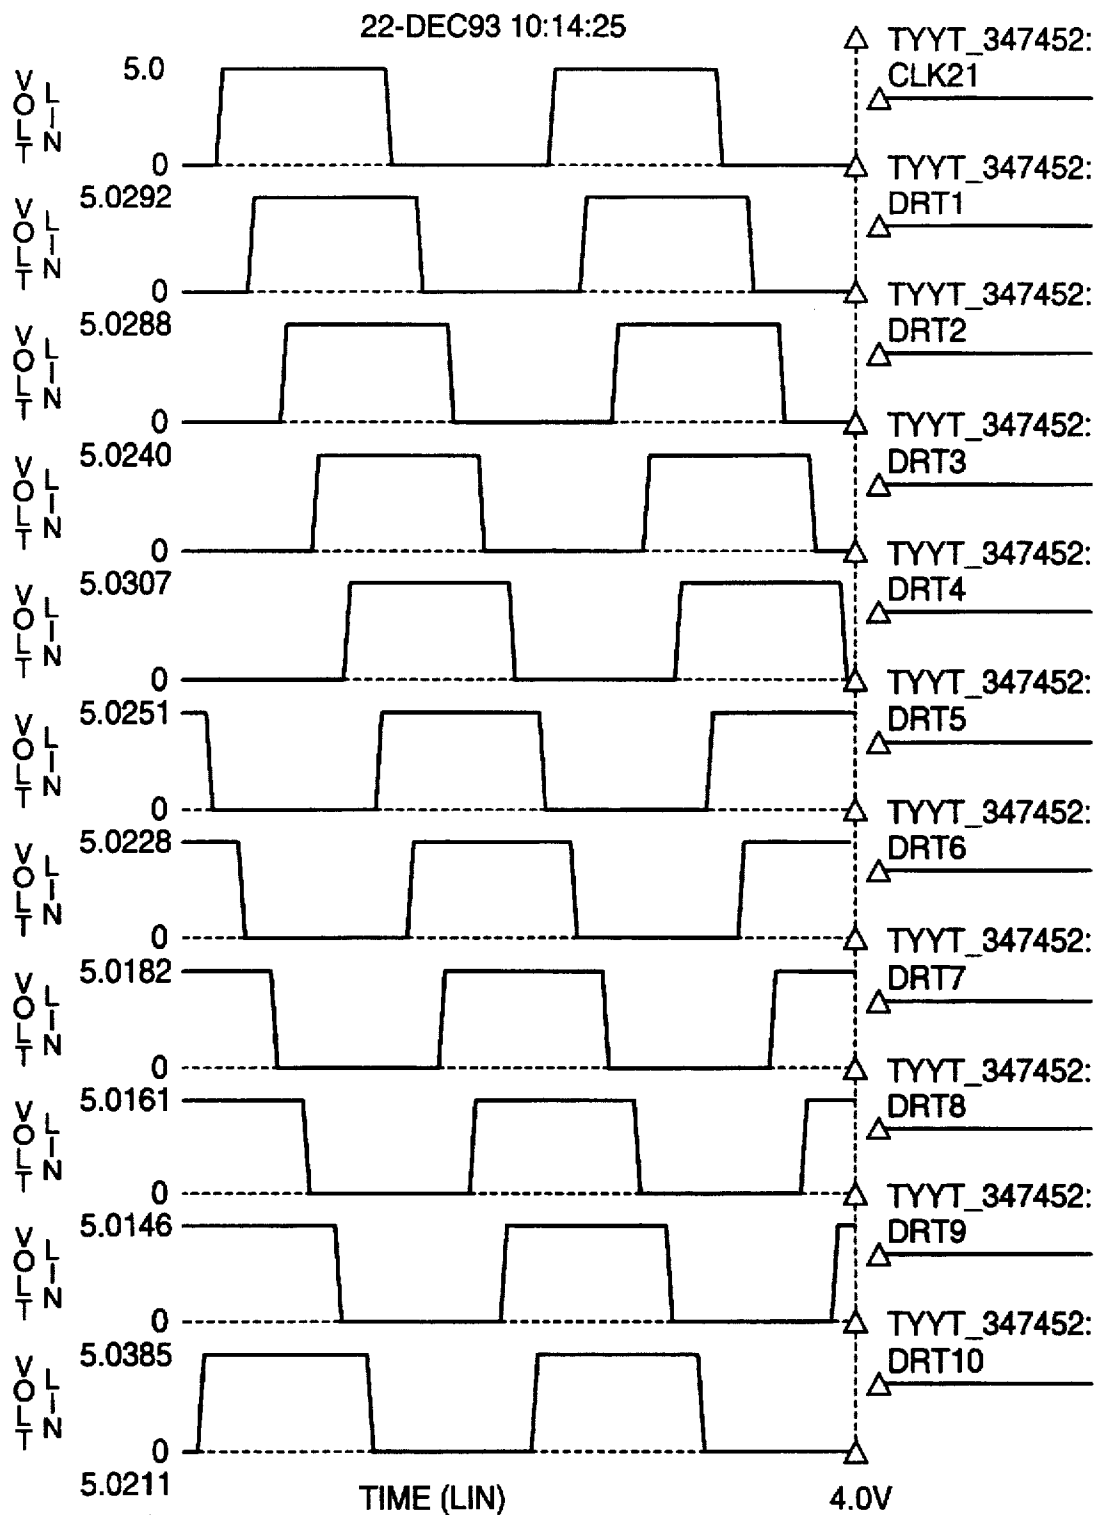 22-DEC93 10:14:25
TYYT_347452:
CLK21
VOLT LIN
5.0
0
TYYT_347452:
DRT1
VOLT LIN
5.0292
0
TYYT_347452:
DRT2
VOLT LIN
5.0288
0
TYYT_347452:
DRT3
VOLT LIN
5.0240
0
TYYT_347452:
DRT4
VOLT LIN
5.0307
0
TYYT_347452:
DRT5
VOLT LIN
5.0251
0
TYYT_347452:
DRT6
VOLT LIN
5.0228
0
TYYT_347452:
DRT7
VOLT LIN
5.0182
0
TYYT_347452:
DRT8
VOLT LIN
5.0161
0
TYYT_347452:
DRT9
VOLT LIN
5.0146
0
TYYT_347452:
DRT10
VOLT LIN
5.0385
0
5.0211
TIME (LIN)
4.0V